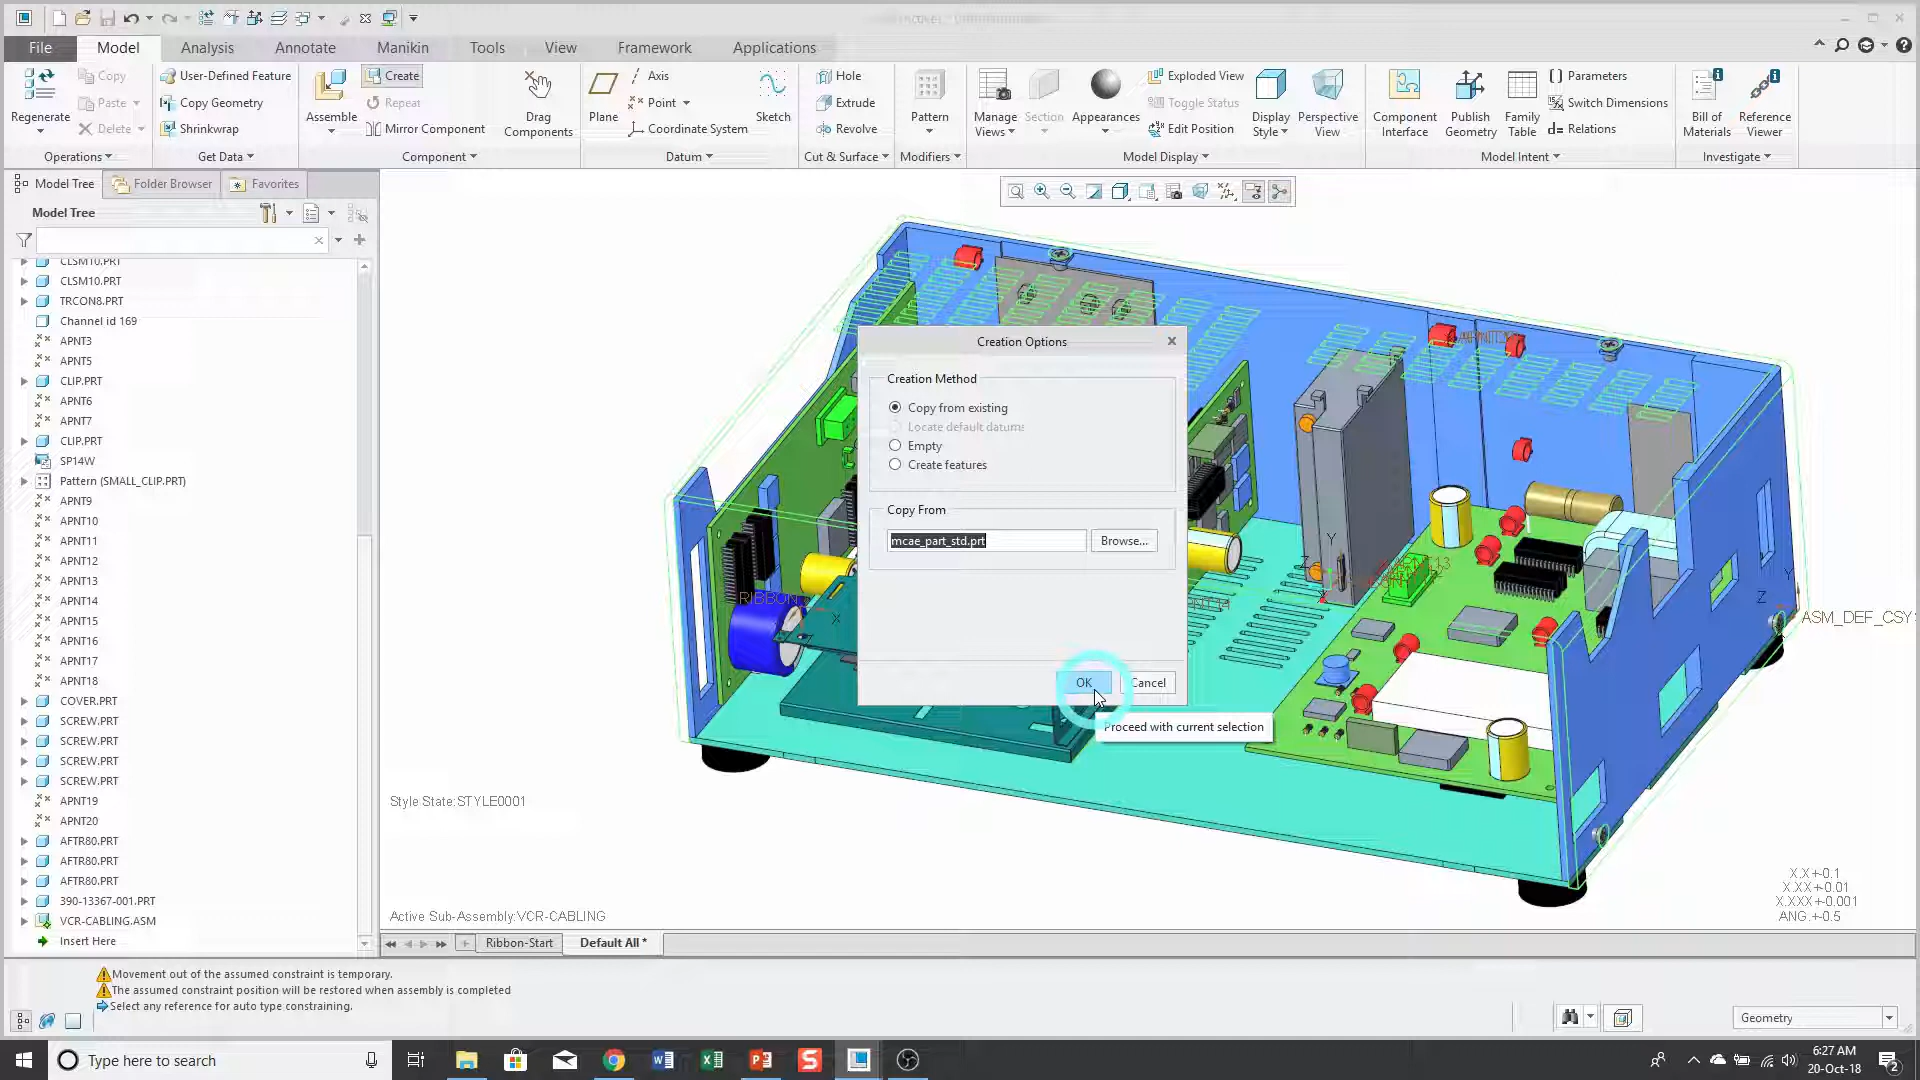 File Model Analysis Annotate Manikin Tools View Framework Applications
Regenerate
Copy
Paste
Delete
Operations
User-Defined Feature
Copy Geometry
Shrinkwrap
Get Data
Assemble
Create
Repeat
Mirror Component
Drag
Components
Component
Plane
Axis
Point
Coordinate System
Sketch
Datum
Hole
Extrude
Revolve
Cut & Surface
Pattern
Modifiers
Manage
Views
Section
Appearances
Exploded View
Toggle Status
Edit Position
Display
Style
Perspective
View
Model Display
Component
Interface
Publish
Geometry
Family
Table
Parameters
Switch Dimensions
Relations
Model Intent
Bill of
Materials
Reference
Viewer
Investigate
Model Tree Folder Browser Favorites
Model Tree
CLSM10.PRT
CLSM10.PRT
TRCON8.PRT
Channel id 169
APNT3
APNT5
CLIP.PRT
APNT6
APNT7
CLIP.PRT
SP14W
Pattern (SMALL_CLIP.PRT)
APNT9
APNT10
APNT11
APNT12
APNT13
APNT14
APNT15
APNT16
APNT17
APNT18
COVER.PRT
SCREW.PRT
SCREW.PRT
SCREW.PRT
SCREW.PRT
APNT19
APNT20
AFTR80.PRT
AFTR80.PRT
AFTR80.PRT
390-13367-001.PRT
VCR-CABLING.ASM
Insert Here
Creation Options
Creation Method
Copy from existing
Locate default datums
Empty
Create features
Copy From
mcae_part_std.prt
Browse...
OK
Cancel
Proceed with current selection
RIBBON
X
Y
Z
Y
Z
ASM_DEF_CSY
Style State:STYLE0001
X.X+-0.1
X.XX+-0.01
X.XXX+-0.001
ANG.+-0.5
Active Sub-Assembly:VCR-CABLING
Ribbon-Start Default All *
Movement out of the assumed constraint is temporary.
The assumed constraint position will be restored when assembly is completed
Select any reference for auto type constraining.
Geometry
Type here to search
6:27 AM
20-Oct-18
2